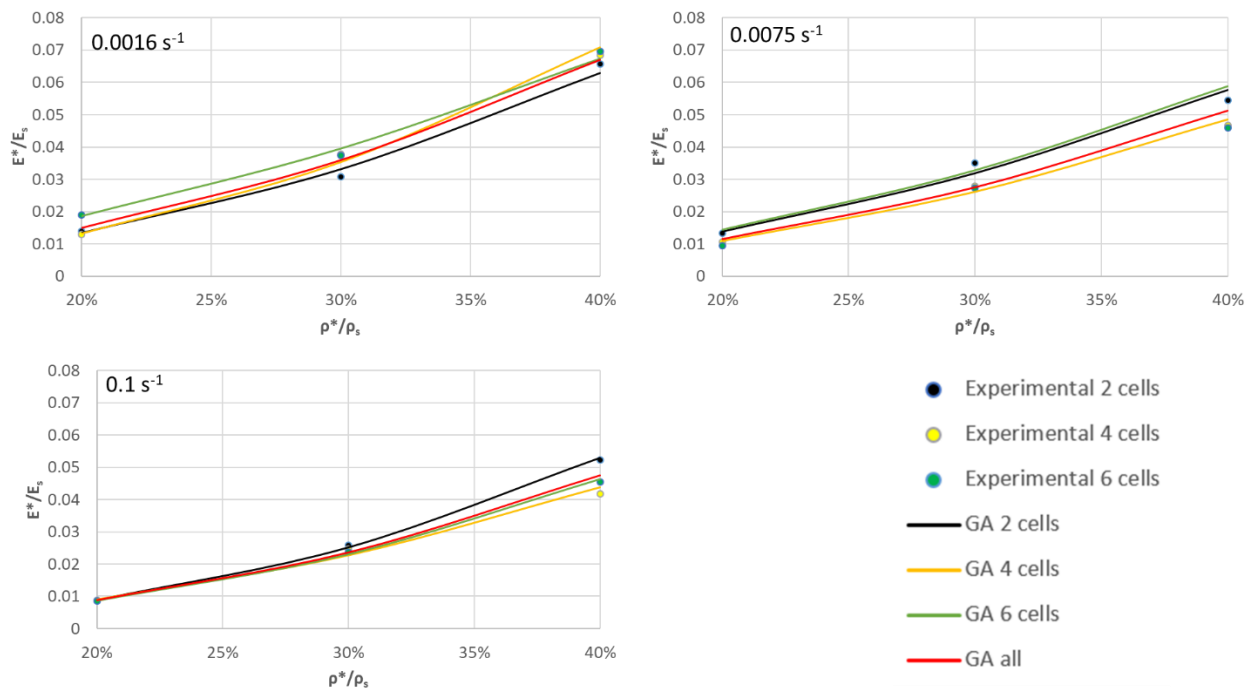 0.08
0.07
0.06
0.05
0.04
0.03
0.02
0.01
0
E*/Eₛ
0.0016 s⁻¹
20%
25%
30%
35%
40%
ρ*/ρₛ
0.08
0.07
0.06
0.05
0.04
0.03
0.02
0.01
0
E*/Eₛ
0.0075 s⁻¹
20%
25%
30%
35%
40%
ρ*/ρₛ
0.08
0.07
0.06
0.05
0.04
0.03
0.02
0.01
0
E*/Eₛ
0.1 s⁻¹
20%
25%
30%
35%
40%
ρ*/ρₛ
Experimental 2 cells
Experimental 4 cells
Experimental 6 cells
GA 2 cells
GA 4 cells
GA 6 cells
GA all